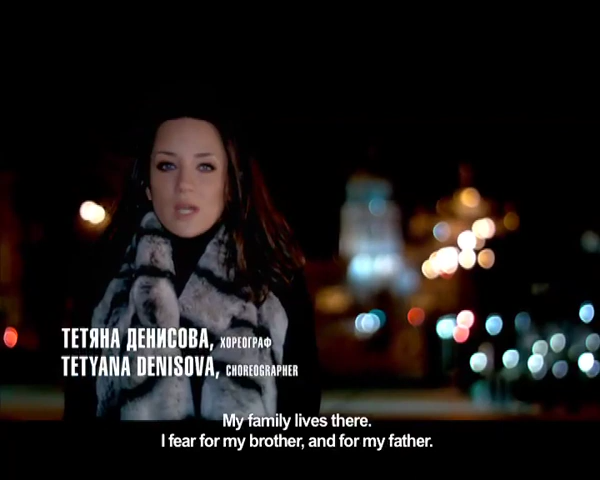 ТЕТЯНА ДЕНИСОВА, ХОРЕОГРАФ
TETYANA DENISOVA, CHOREOGRAPHER
My family lives there.
I fear for my brother, and for my father.